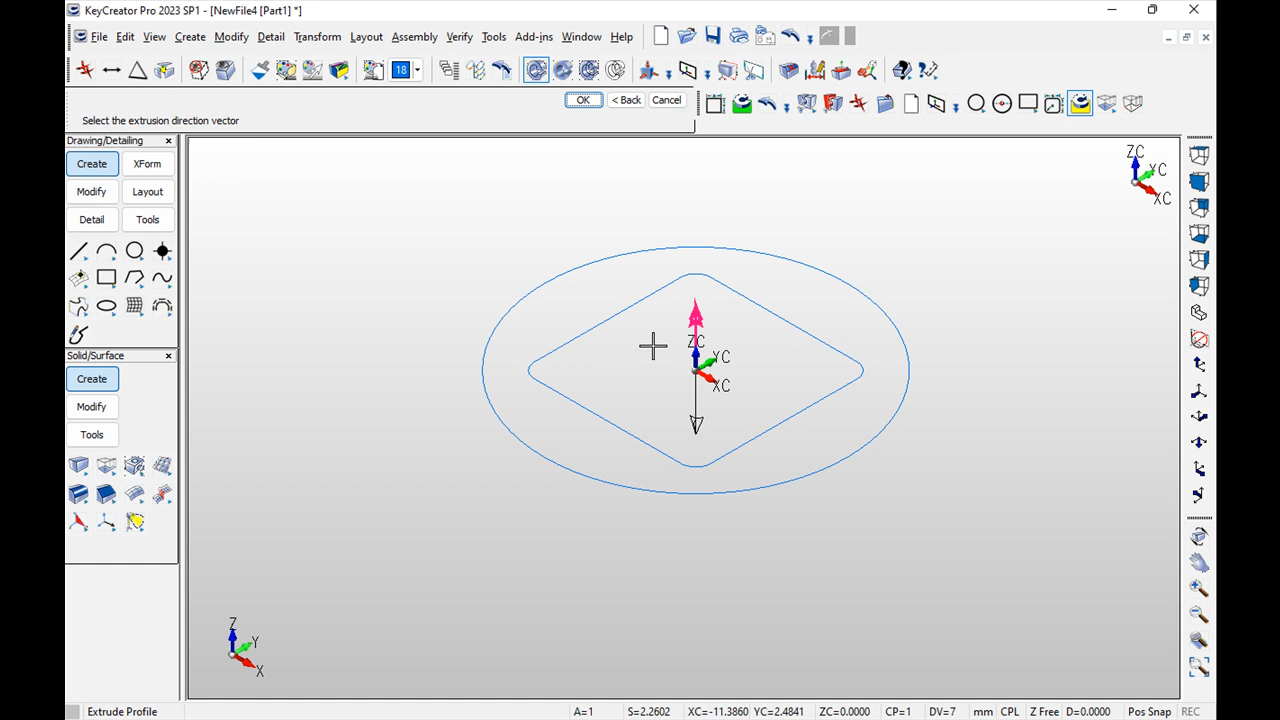 KeyCreator Pro 2023 SP1 - [NewFile4 [Part1] *]
File Edit View Create Modify Detail Transform Layout Assembly Verify Tools Add-ins Window Help
18
OK < Back Cancel
Select the extrusion direction vector
Drawing/Detailing
Create XForm
Modify Layout
Detail Tools
Solid/Surface
Create
Modify
Tools
ZC
YC
XC
ZC
YC
XC
Z
Y
X
Extrude Profile A=1 S=2.2602 XC=-11.3860 YC=2.4841 ZC=0.0000 CP=1 DV=7 mm CPL Z Free D=0.0000 Pos Snap REC